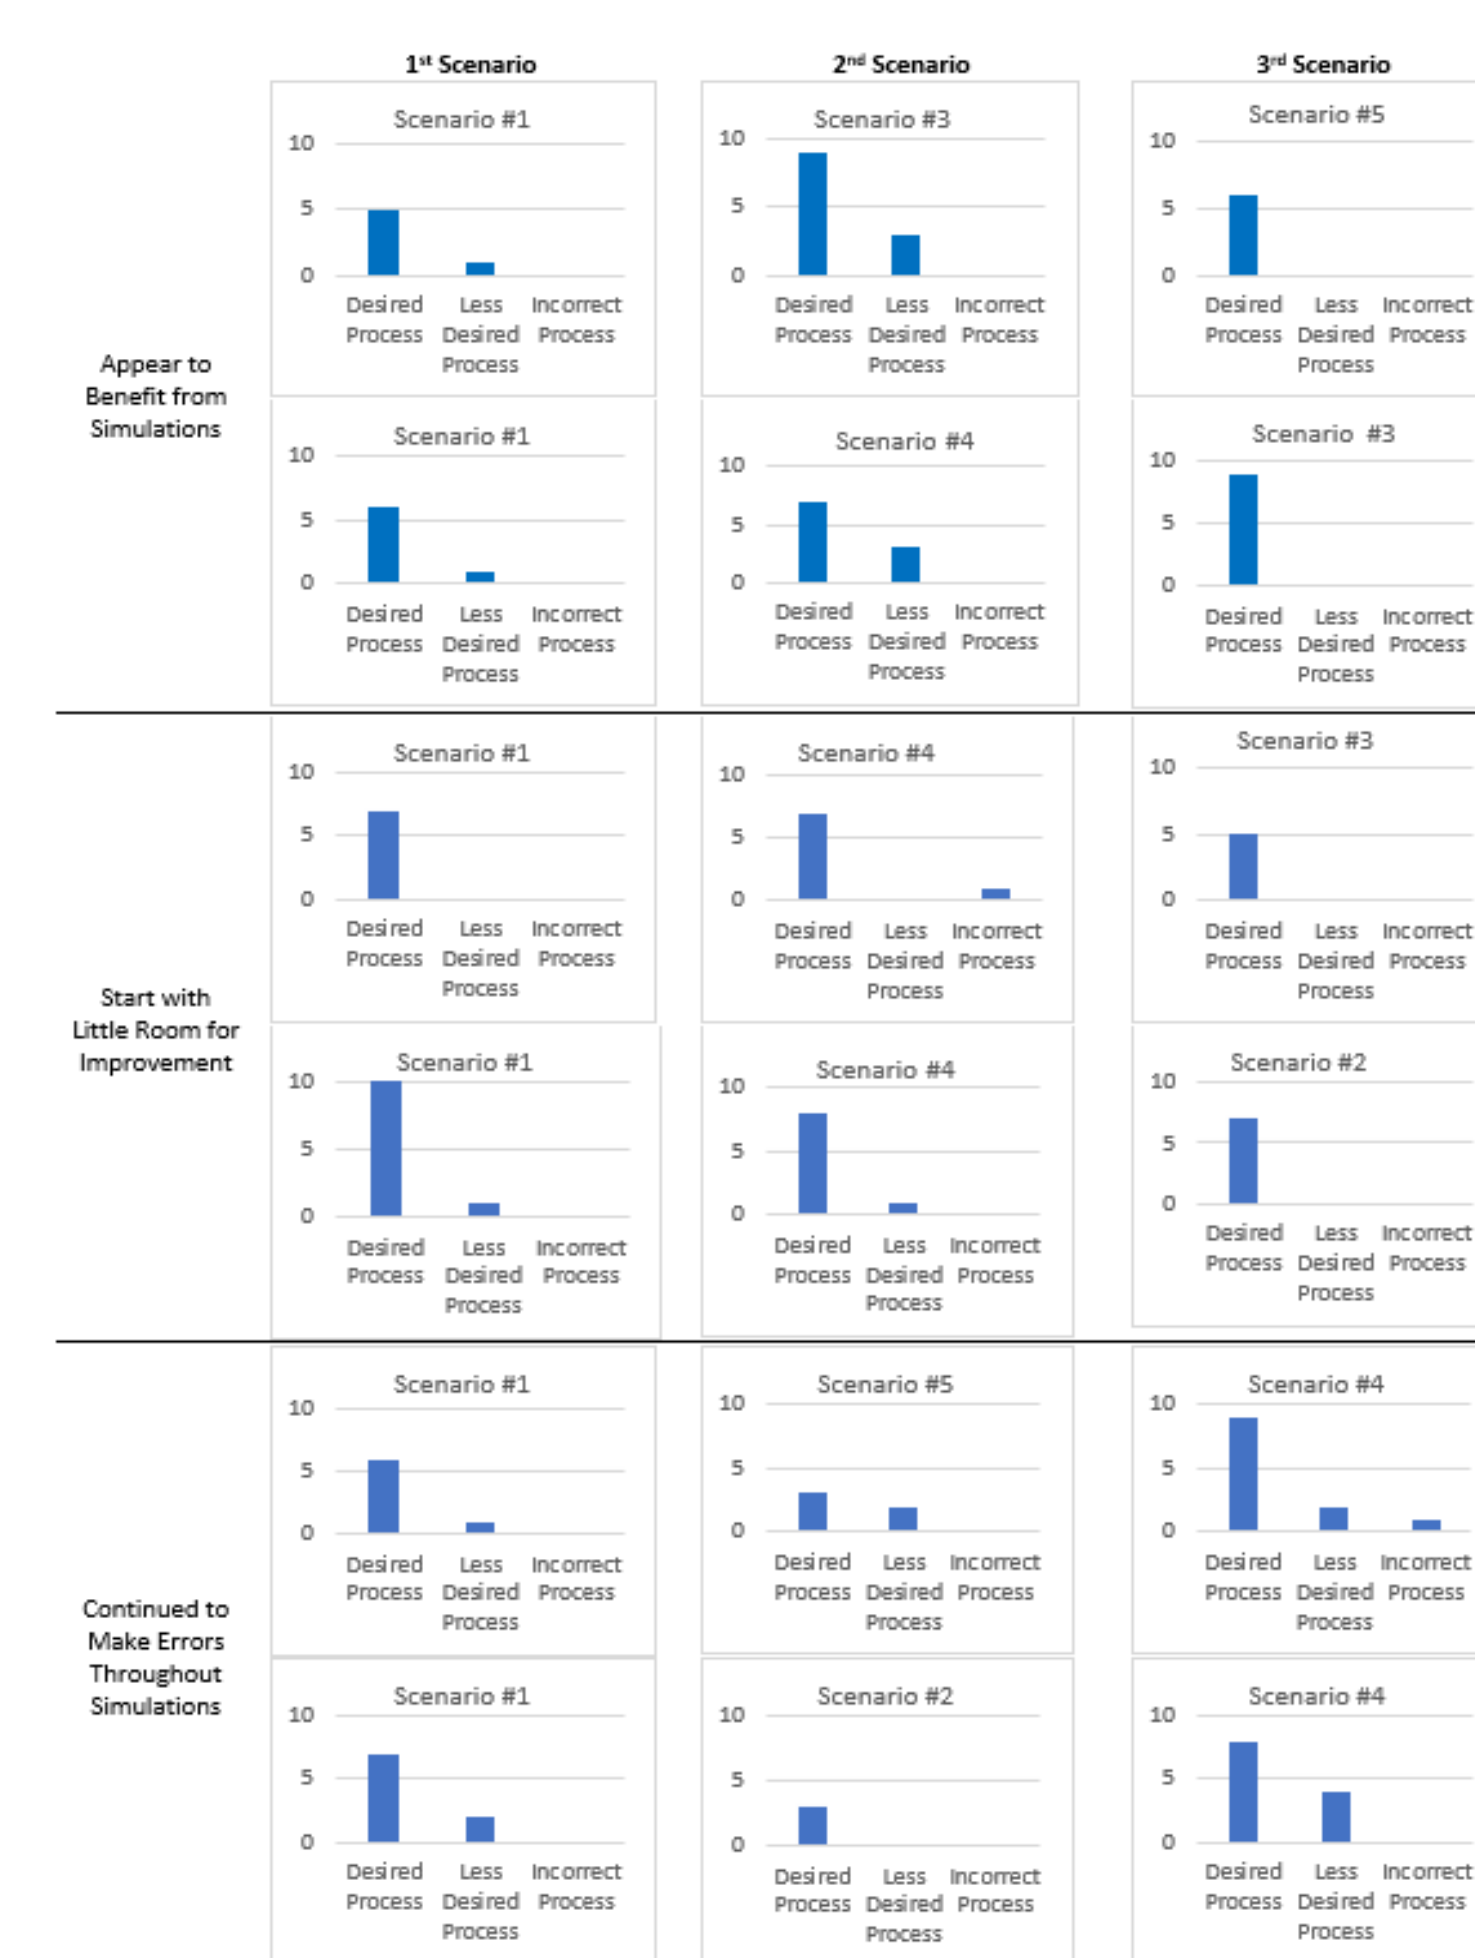 1st Scenario
2nd Scenario
3rd Scenario
Appear to
Benefit from
Simulations
Scenario #1
10
5
0
Desired Less Incorrect
Process Desired Process
Process
Scenario #3
10
5
0
Desired Less Incorrect
Process Desired Process
Process
Scenario #5
10
5
0
Desired Less Incorrect
Process Desired Process
Process
Scenario #1
10
5
0
Desired Less Incorrect
Process Desired Process
Process
Scenario #4
10
5
0
Desired Less Incorrect
Process Desired Process
Process
Scenario #3
10
5
0
Desired Less Incorrect
Process Desired Process
Process
Start with
Little Room for
Improvement
Scenario #1
10
5
0
Desired Less Incorrect
Process Desired Process
Process
Scenario #4
10
5
0
Desired Less Incorrect
Process Desired Process
Process
Scenario #3
10
5
0
Desired Less Incorrect
Process Desired Process
Process
Scenario #1
10
5
0
Desired Less Incorrect
Process Desired Process
Process
Scenario #4
10
5
0
Desired Less Incorrect
Process Desired Process
Process
Scenario #2
10
5
0
Desired Less Incorrect
Process Desired Process
Process
Continued to
Make Errors
Throughout
Simulations
Scenario #1
10
5
0
Desired Less Incorrect
Process Desired Process
Process
Scenario #5
10
5
0
Desired Less Incorrect
Process Desired Process
Process
Scenario #4
10
5
0
Desired Less Incorrect
Process Desired Process
Process
Scenario #1
10
5
0
Desired Less Incorrect
Process Desired Process
Process
Scenario #2
10
5
0
Desired Less Incorrect
Process Desired Process
Process
Scenario #4
10
5
0
Desired Less Incorrect
Process Desired Process
Process